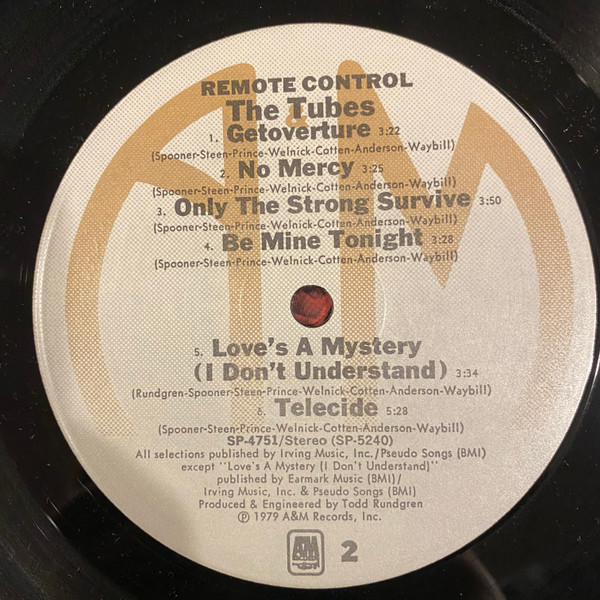 REMOTE CONTROL
The Tubes
1. Getoverture 3:22
(Spooner-Steen-Prince-Welnick-Cotten-Anderson-Waybill)
2. No Mercy 3:25
(Spooner-Steen-Prince-Welnick-Cotten-Anderson-Waybill)
3. Only The Strong Survive 3:50
(Spooner-Steen-Prince-Welnick-Cotten-Anderson-Waybill)
4. Be Mine Tonight 3:28
(Spooner-Steen-Prince-Welnick-Cotten-Anderson-Waybill)
5. Love's A Mystery
(I Don't Understand) 3:34
(Rundgren-Spooner-Steen-Prince-Welnick-Cotten-Anderson-Waybill)
6. Telecide 5:28
(Spooner-Steen-Prince-Welnick-Cotten-Anderson-Waybill)
SP-4751/Stereo (SP-5240)
All selections published by Irving Music, Inc./Pseudo Songs (BMI)
except "Love's A Mystery (I Don't Understand)"
published by Earmark Music (BMI)/
Irving Music, Inc. & Pseudo Songs (BMI)
Produced & Engineered by Todd Rundgren
℗ 1979 A&M Records, Inc.
A&M 2